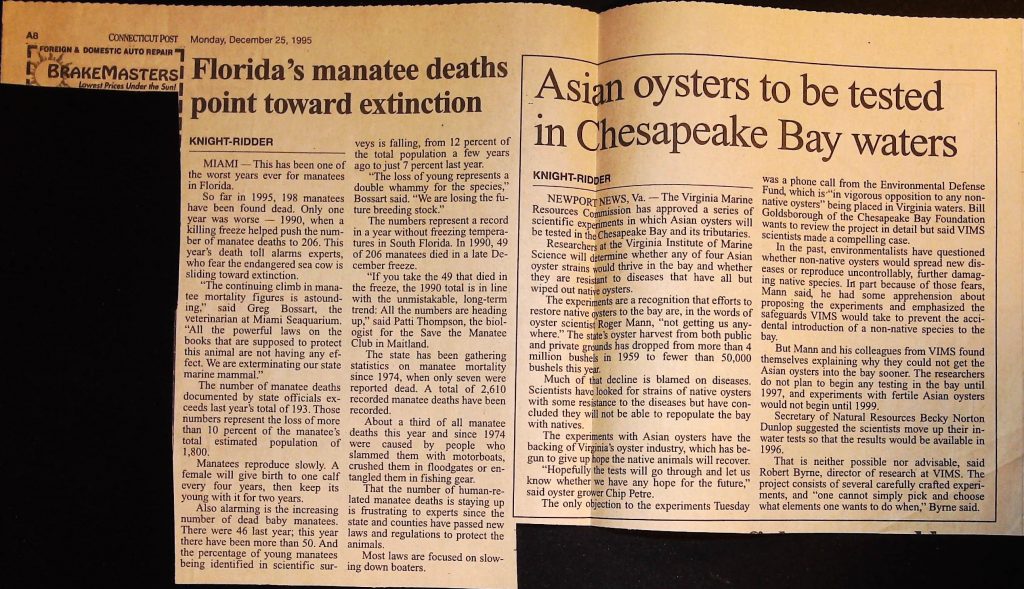 A8 CONNECTICUT POST Monday, December 25, 1995
FOREIGN & DOMESTIC AUTO REPAIR
BRAKEMASTERS
Lowest Prices Under the Sun!
Florida's manatee deaths
point toward extinction
KNIGHT-RIDDER
MIAMI — This has been one of
the worst years ever for manatees
in Florida.
So far in 1995, 198 manatees
have been found dead. Only one
year was worse — 1990, when a
killing freeze helped push the num-
ber of manatee deaths to 206. This
year's death toll alarms experts,
who fear the endangered sea cow is
sliding toward extinction.
"The continuing climb in mana-
tee mortality figures is astound-
ing," said Greg Bossart, the
veterinarian at Miami Seaquarium.
"All the powerful laws on the
books that are supposed to protect
this animal are not having any ef-
fect. We are exterminating our state
marine mammal."
The number of manatee deaths
documented by state officials ex-
ceeds last year's total of 193. Those
numbers represent the loss of more
than 10 percent of the manatee's
total estimated population of
1,800.
Manatees reproduce slowly. A
female will give birth to one calf
every four years, then keep its
young with it for two years.
Also alarming is the increasing
number of dead baby manatees.
There were 46 last year; this year
there have been more than 50. And
the percentage of young manatees
being identified in scientific sur-
veys is falling, from 12 percent of
the total population a few years
ago to just 7 percent last year.
"The loss of young represents a
double whammy for the species,"
Bossart said. "We are losing the fu-
ture breeding stock."
The numbers represent a record
in a year without freezing tempera-
tures in South Florida. In 1990, 49
of 206 manatees died in a late De-
cember freeze.
"If you take the 49 that died in
the freeze, the 1990 total is in line
with the unmistakable, long-term
trend: All the numbers are heading
up," said Patti Thompson, the biol-
ogist for the Save the Manatee
Club in Maitland.
The state has been gathering
statistics on manatee mortality
since 1974, when only seven were
reported dead. A total of 2,610
recorded manatee deaths have been
recorded.
About a third of all manatee
deaths this year and since 1974
were caused by people who
slammed them with motorboats,
crushed them in floodgates or en-
tangled them in fishing gear.
That the number of human-re-
lated manatee deaths is staying up
is frustrating to experts since the
state and counties have passed new
laws and regulations to protect the
animals.
Most laws are focused on slow-
ing down boaters.
Asian oysters to be tested
in Chesapeake Bay waters
KNIGHT-RIDDER
NEWPORT NEWS, Va. — The Virginia Marine
Resources Commission has approved a series of
scientific experiments in which Asian oysters will
be tested in the Chesapeake Bay and its tributaries.
Researchers at the Virginia Institute of Marine
Science will determine whether any of four Asian
oyster strains would thrive in the bay and whether
they are resistant to diseases that have all but
wiped out native oysters.
The experiments are a recognition that efforts to
restore native oysters to the bay are, in the words of
oyster scientist Roger Mann, "not getting us any-
where." The state's oyster harvest from both public
and private grounds has dropped from more than 4
million bushels in 1959 to fewer than 50,000
bushels this year.
Much of that decline is blamed on diseases.
Scientists have looked for strains of native oysters
with some resistance to the diseases but have con-
cluded they will not be able to repopulate the bay
with natives.
The experiments with Asian oysters have the
backing of Virginia's oyster industry, which has be-
gun to give up hope the native animals will recover.
"Hopefully the tests will go through and let us
know whether we have any hope for the future,"
said oyster grower Chip Petre.
The only objection to the experiments Tuesday
was a phone call from the Environmental Defense
Fund, which is "in vigorous opposition to any non-
native oysters" being placed in Virginia waters. Bill
Goldsborough of the Chesapeake Bay Foundation
wants to review the project in detail but said VIMS
scientists made a compelling case.
In the past, environmentalists have questioned
whether non-native oysters would spread new dis-
eases or reproduce uncontrollably, further damag-
ing native species. In part because of those fears,
Mann said, he had some apprehension about
proposing the experiments and emphasized the
safeguards VIMS would take to prevent the acci-
dental introduction of a non-native species to the
bay.
But Mann and his colleagues from VIMS found
themselves explaining why they could not get the
Asian oysters into the bay sooner. The researchers
do not plan to begin any testing in the bay until
1997, and experiments with fertile Asian oysters
would not begin until 1999.
Secretary of Natural Resources Becky Norton
Dunlop suggested the scientists move up their in-
water tests so that the results would be available in
1996.
That is neither possible nor advisable, said
Robert Byrne, director of research at VIMS. The
project consists of several carefully crafted experi-
ments, and "one cannot simply pick and choose
what elements one wants to do when," Byrne said.